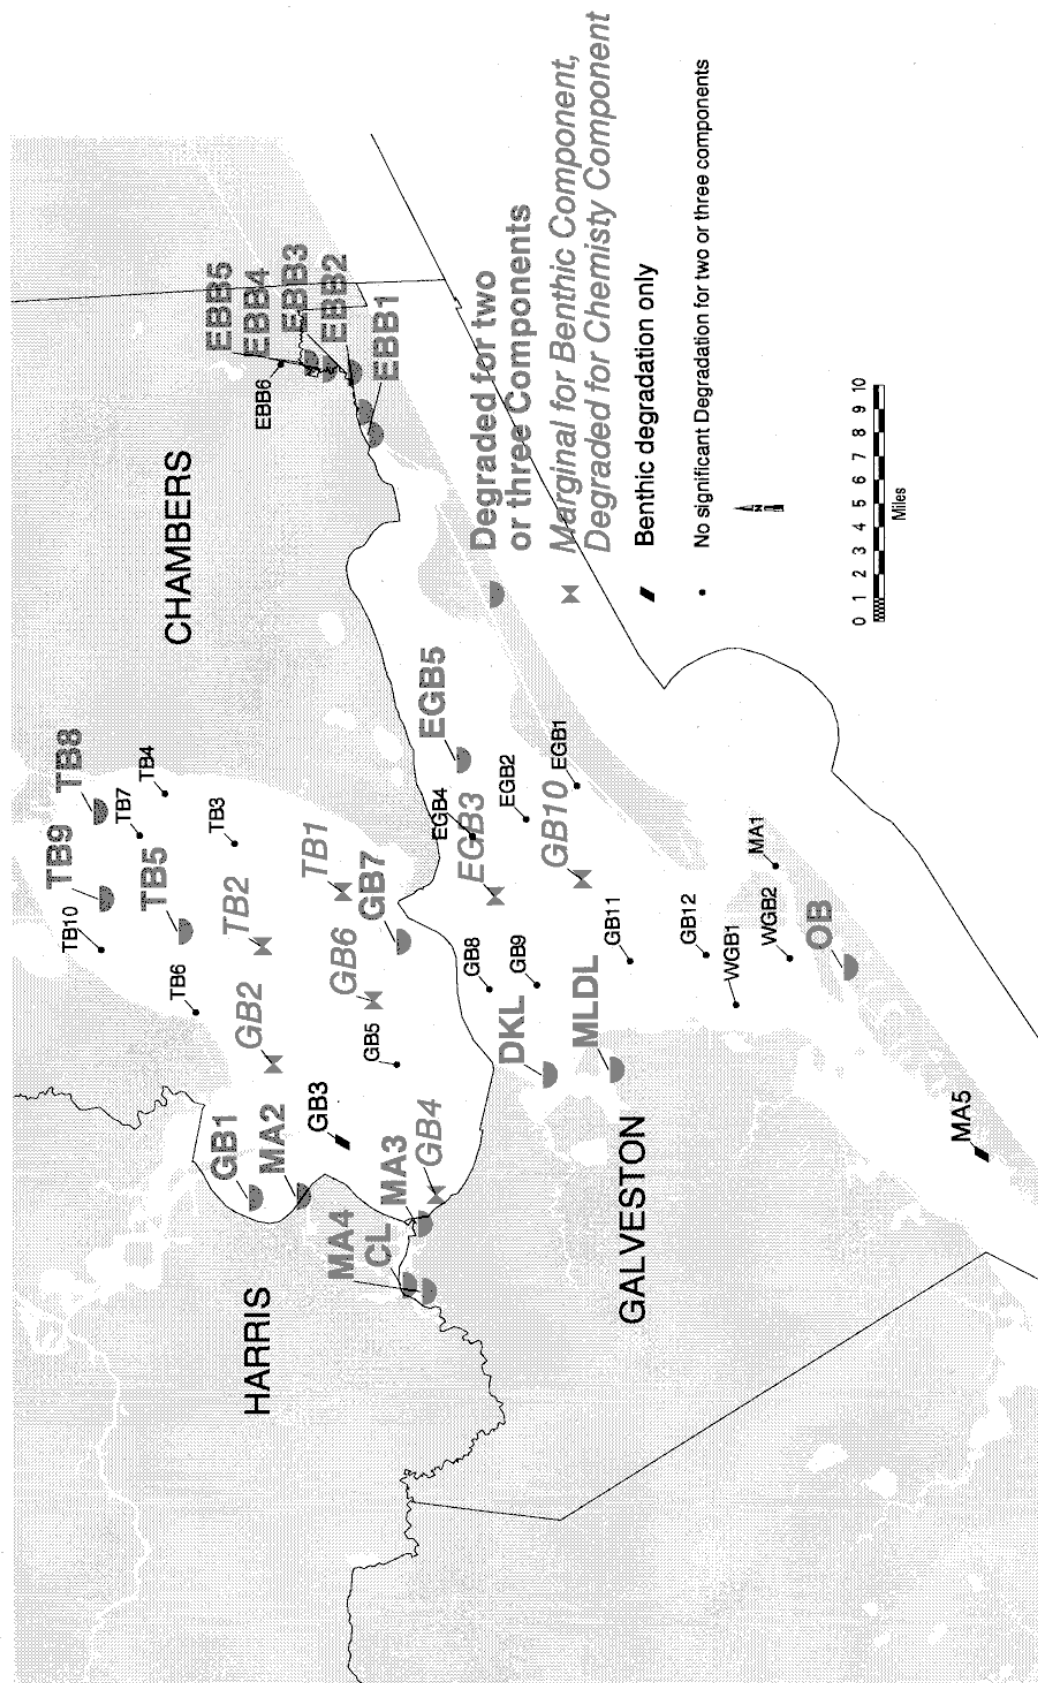 HARRIS
CHAMBERS
GALVESTON
TB10
TB9
TB8
TB7
TB4
TB5
TB6
TB3
TB2
TB1
GB2
GB1
MA2
GB3
GB6
GB7
GB5
GB4
MA3
MA4
CL
EBB5
EBB4
EBB3
EBB2
EBB1
EBB6
EGB5
EGB4
EGB3
EGB2
EGB1
GB10
GB8
GB9
GB11
GB12
DKL
MLDL
MA1
WGB1
WGB2
OB
MA5
Degraded for two
or three Components
Marginal for Benthic Component,
Degraded for Chemisty Component
Benthic degradation only
No significant Degradation for two or three components
N
0 1 2 3 4 5 6 7 8 9 10
Miles